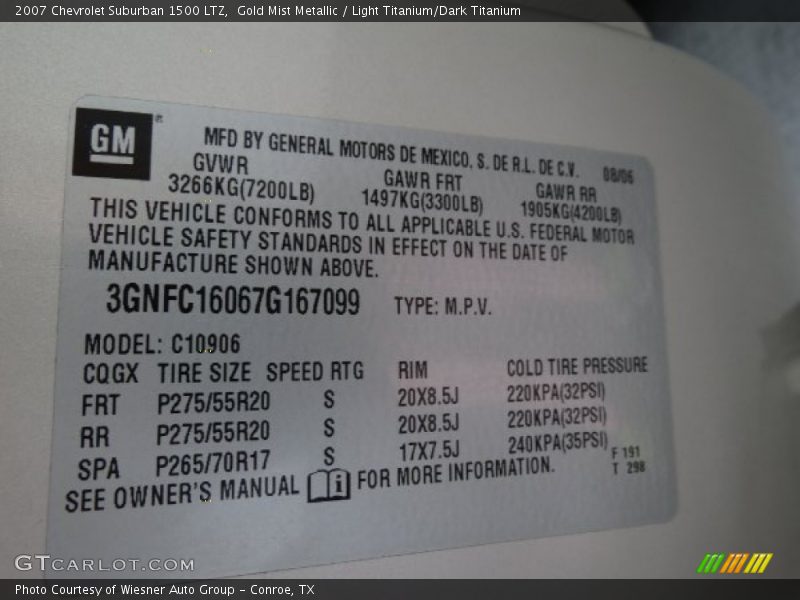 2007 Chevrolet Suburban 1500 LTZ,  Gold Mist Metallic / Light Titanium/Dark Titanium
GM ®
MFD BY GENERAL MOTORS DE MEXICO, S. DE R.L. DE C.V. 08/06
GVWR GAWR FRT GAWR RR
3266KG(7200LB) 1497KG(3300LB) 1905KG(4200LB)
THIS VEHICLE CONFORMS TO ALL APPLICABLE U.S. FEDERAL MOTOR
VEHICLE SAFETY STANDARDS IN EFFECT ON THE DATE OF
MANUFACTURE SHOWN ABOVE.
3GNFC16067G167099 TYPE: M.P.V.
MODEL: C10906
CQGX TIRE SIZE SPEED RTG RIM COLD TIRE PRESSURE
FRT P275/55R20 S 20X8.5J 220KPA(32PSI)
RR P275/55R20 S 20X8.5J 220KPA(32PSI)
SPA P265/70R17 S 17X7.5J 240KPA(35PSI)
F 191
T 298
SEE OWNER'S MANUAL i FOR MORE INFORMATION.
GTCARLOT.COM
Photo Courtesy of Wiesner Auto Group - Conroe, TX